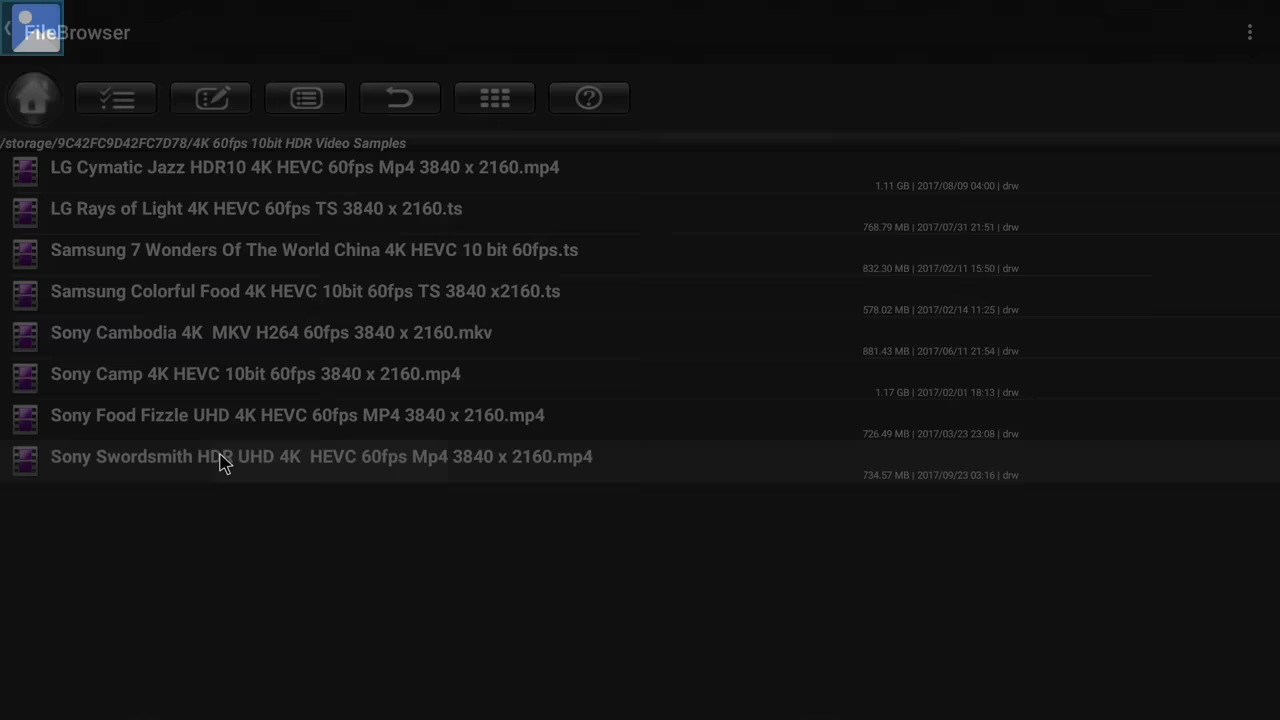 FileBrowser
/storage/9C42FC9D42FC7D78/4K 60fps 10bit HDR Video Samples
LG Cymatic Jazz HDR10 4K HEVC 60fps Mp4 3840 x 2160.mp4
1.11 GB | 2017/08/09 04:00 | drw
LG Rays of Light 4K HEVC 60fps TS 3840 x 2160.ts
768.79 MB | 2017/07/31 21:51 | drw
Samsung 7 Wonders Of The World China 4K HEVC 10 bit 60fps.ts
832.30 MB | 2017/02/11 15:50 | drw
Samsung Colorful Food 4K HEVC 10bit 60fps TS 3840 x2160.ts
578.02 MB | 2017/02/14 11:25 | drw
Sony Cambodia 4K  MKV H264 60fps 3840 x 2160.mkv
881.43 MB | 2017/06/11 21:54 | drw
Sony Camp 4K HEVC 10bit 60fps 3840 x 2160.mp4
1.17 GB | 2017/02/01 18:13 | drw
Sony Food Fizzle UHD 4K HEVC 60fps MP4 3840 x 2160.mp4
726.49 MB | 2017/03/23 23:08 | drw
Sony Swordsmith HDR UHD 4K  HEVC 60fps Mp4 3840 x 2160.mp4
734.57 MB | 2017/09/23 03:16 | drw